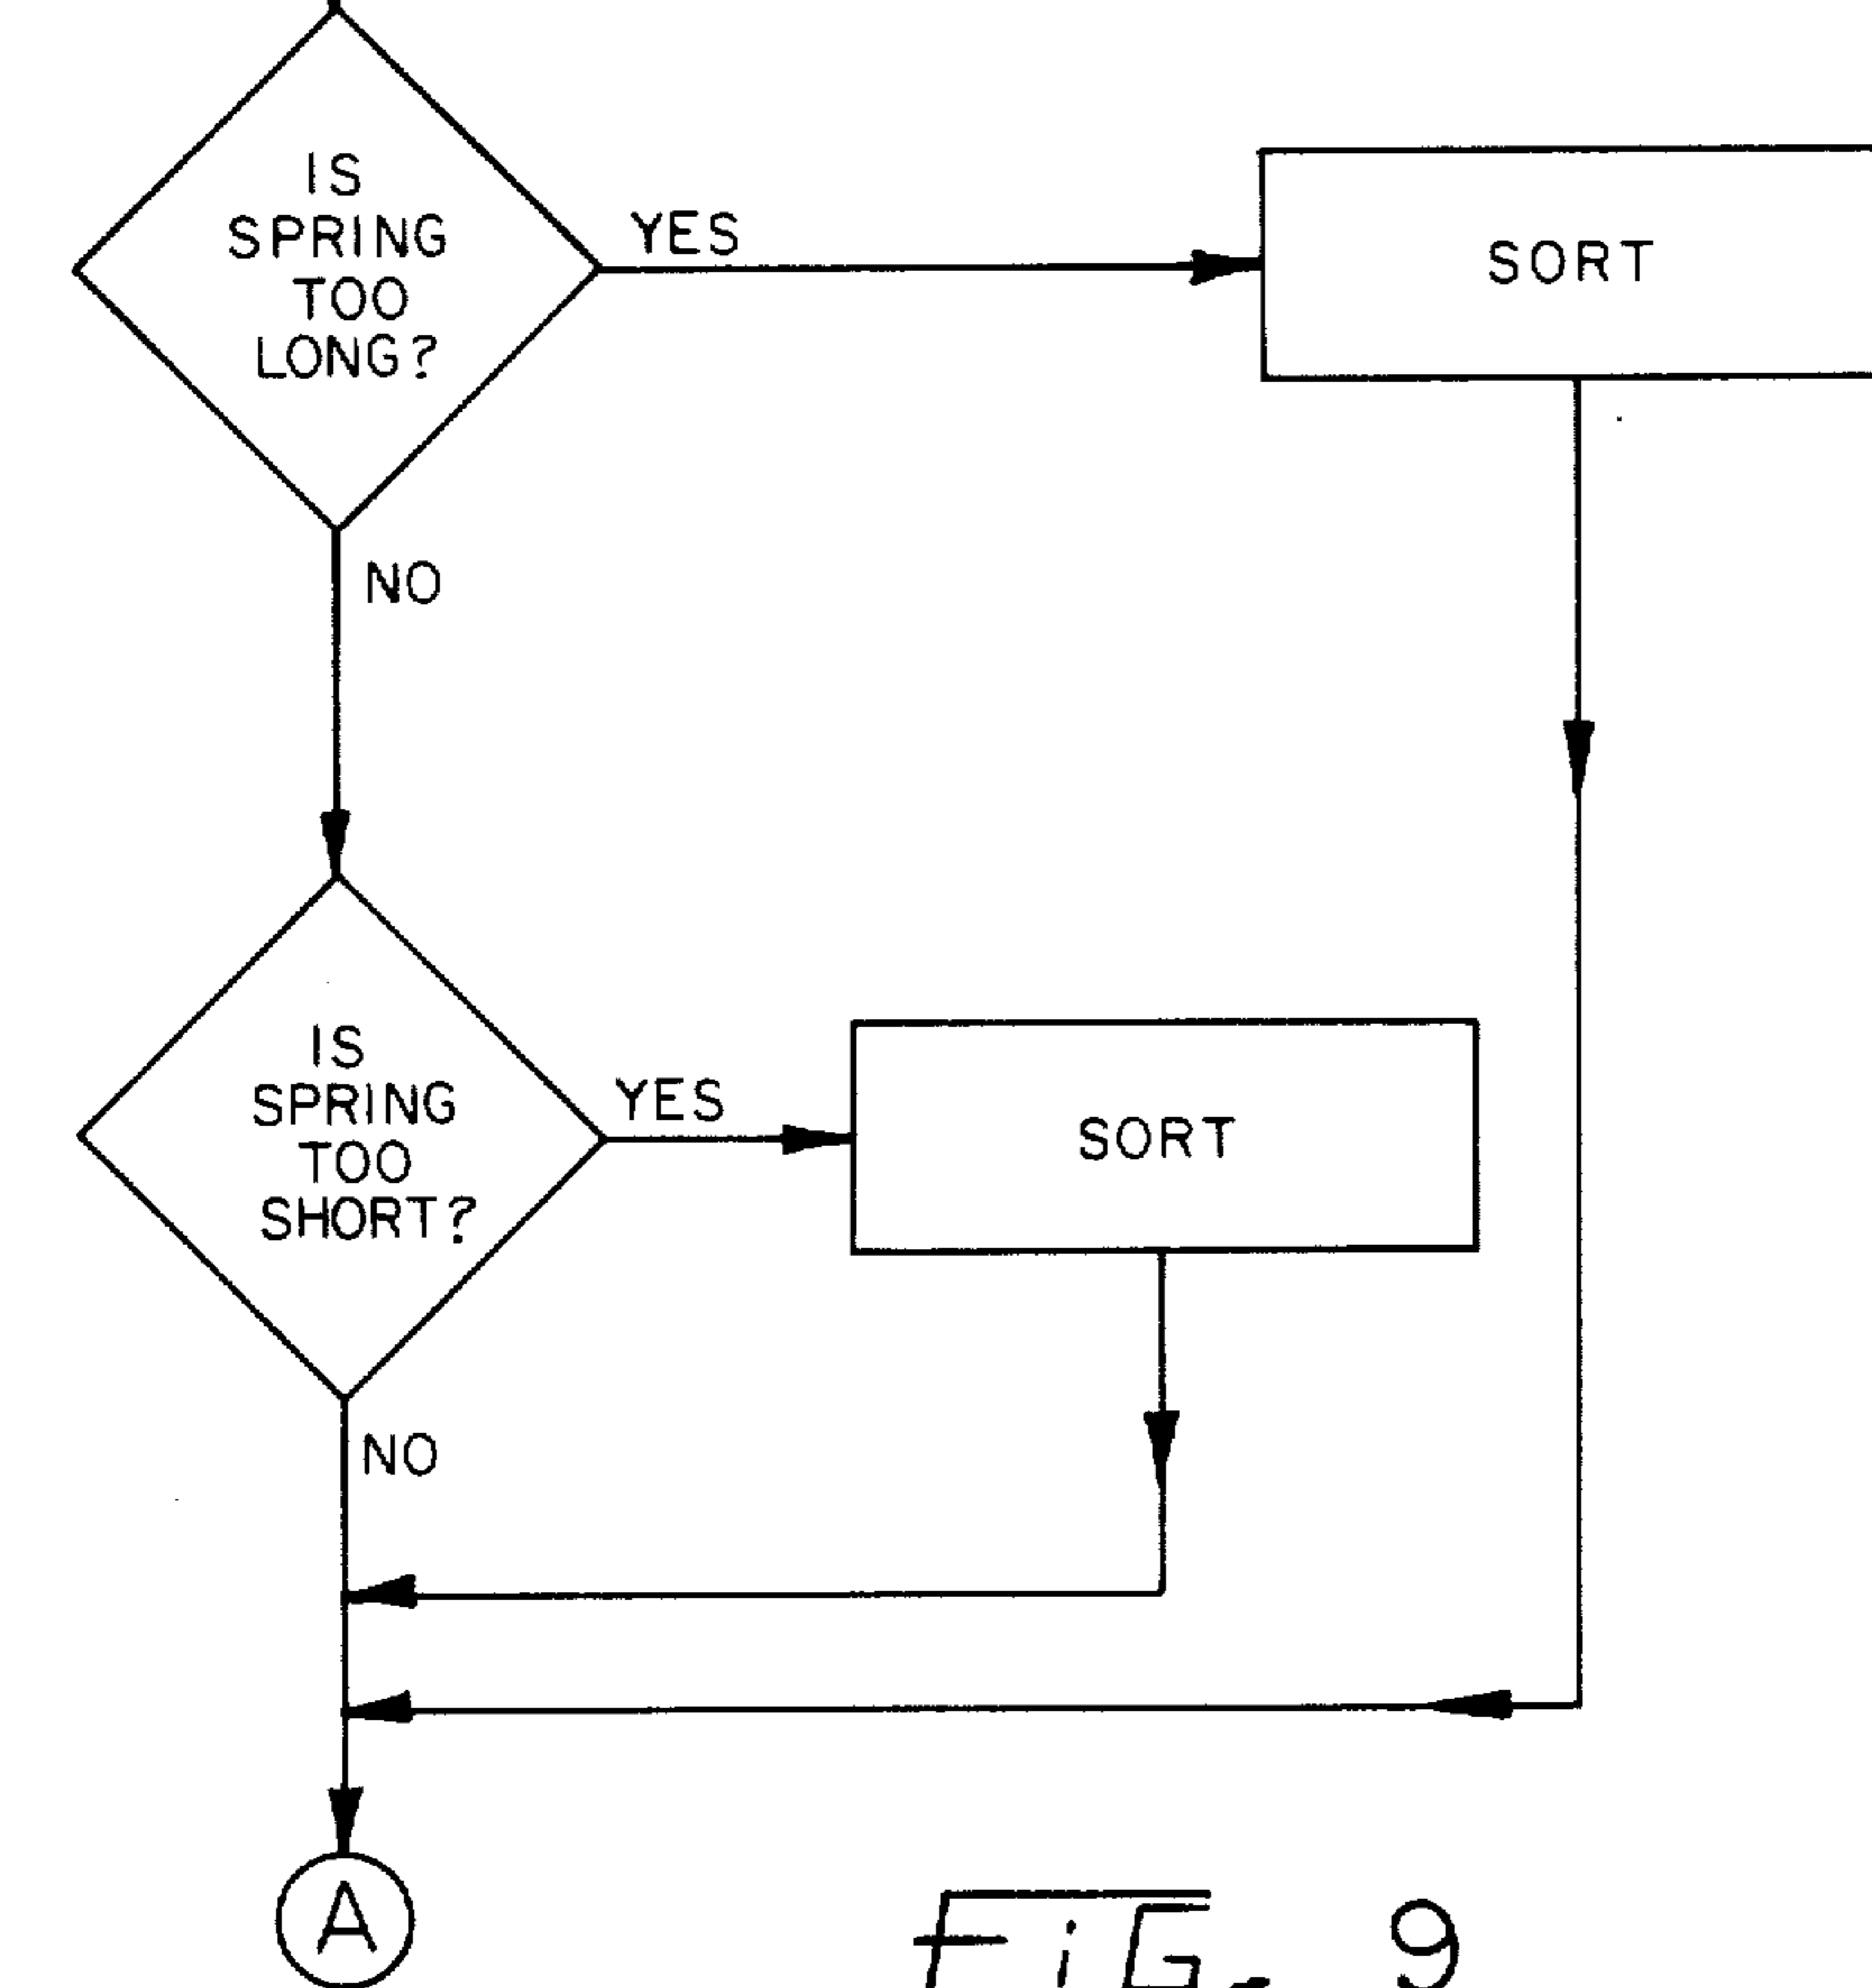 IS
SPRING
TOO
LONG?
YES
SORT
NO
IS
SPRING
TOO
SHORT?
YES
SORT
NO
A
FiG. 9